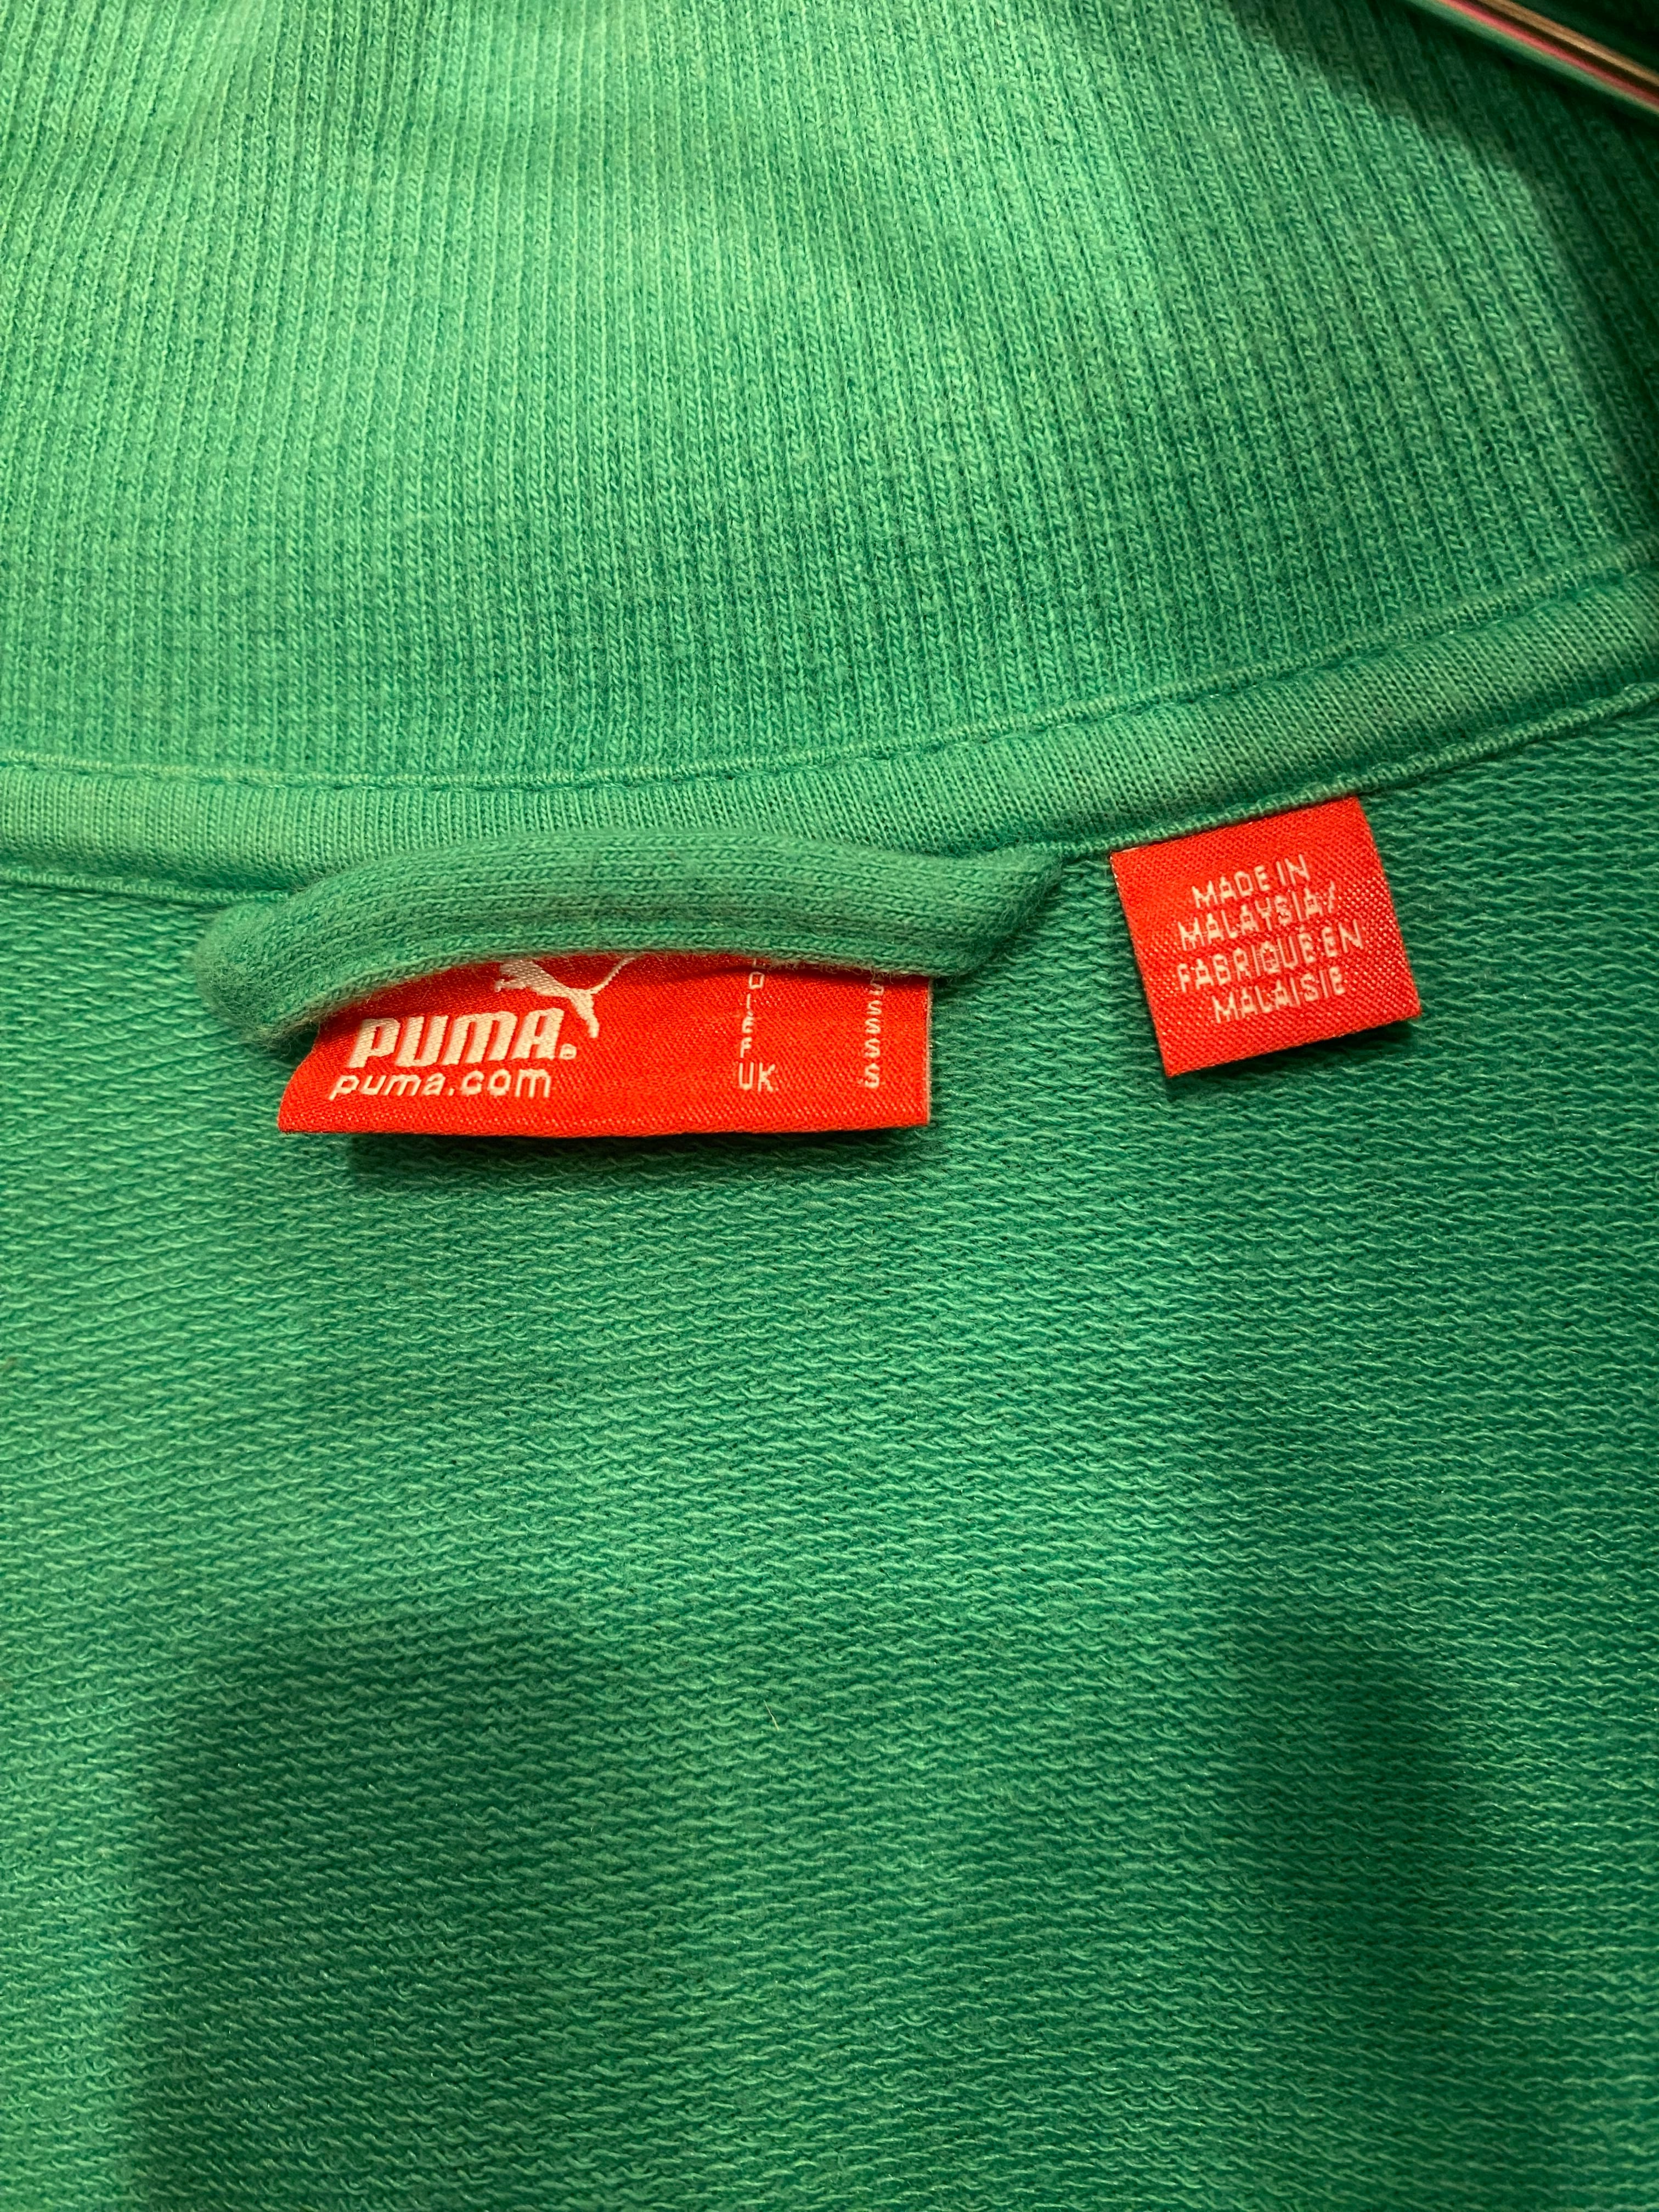 PUMA®
puma.com
D
I
E
F
UK
S
S
S
S
MADE IN
MALAYSIA/
FABRIQUE EN
MALAISIE